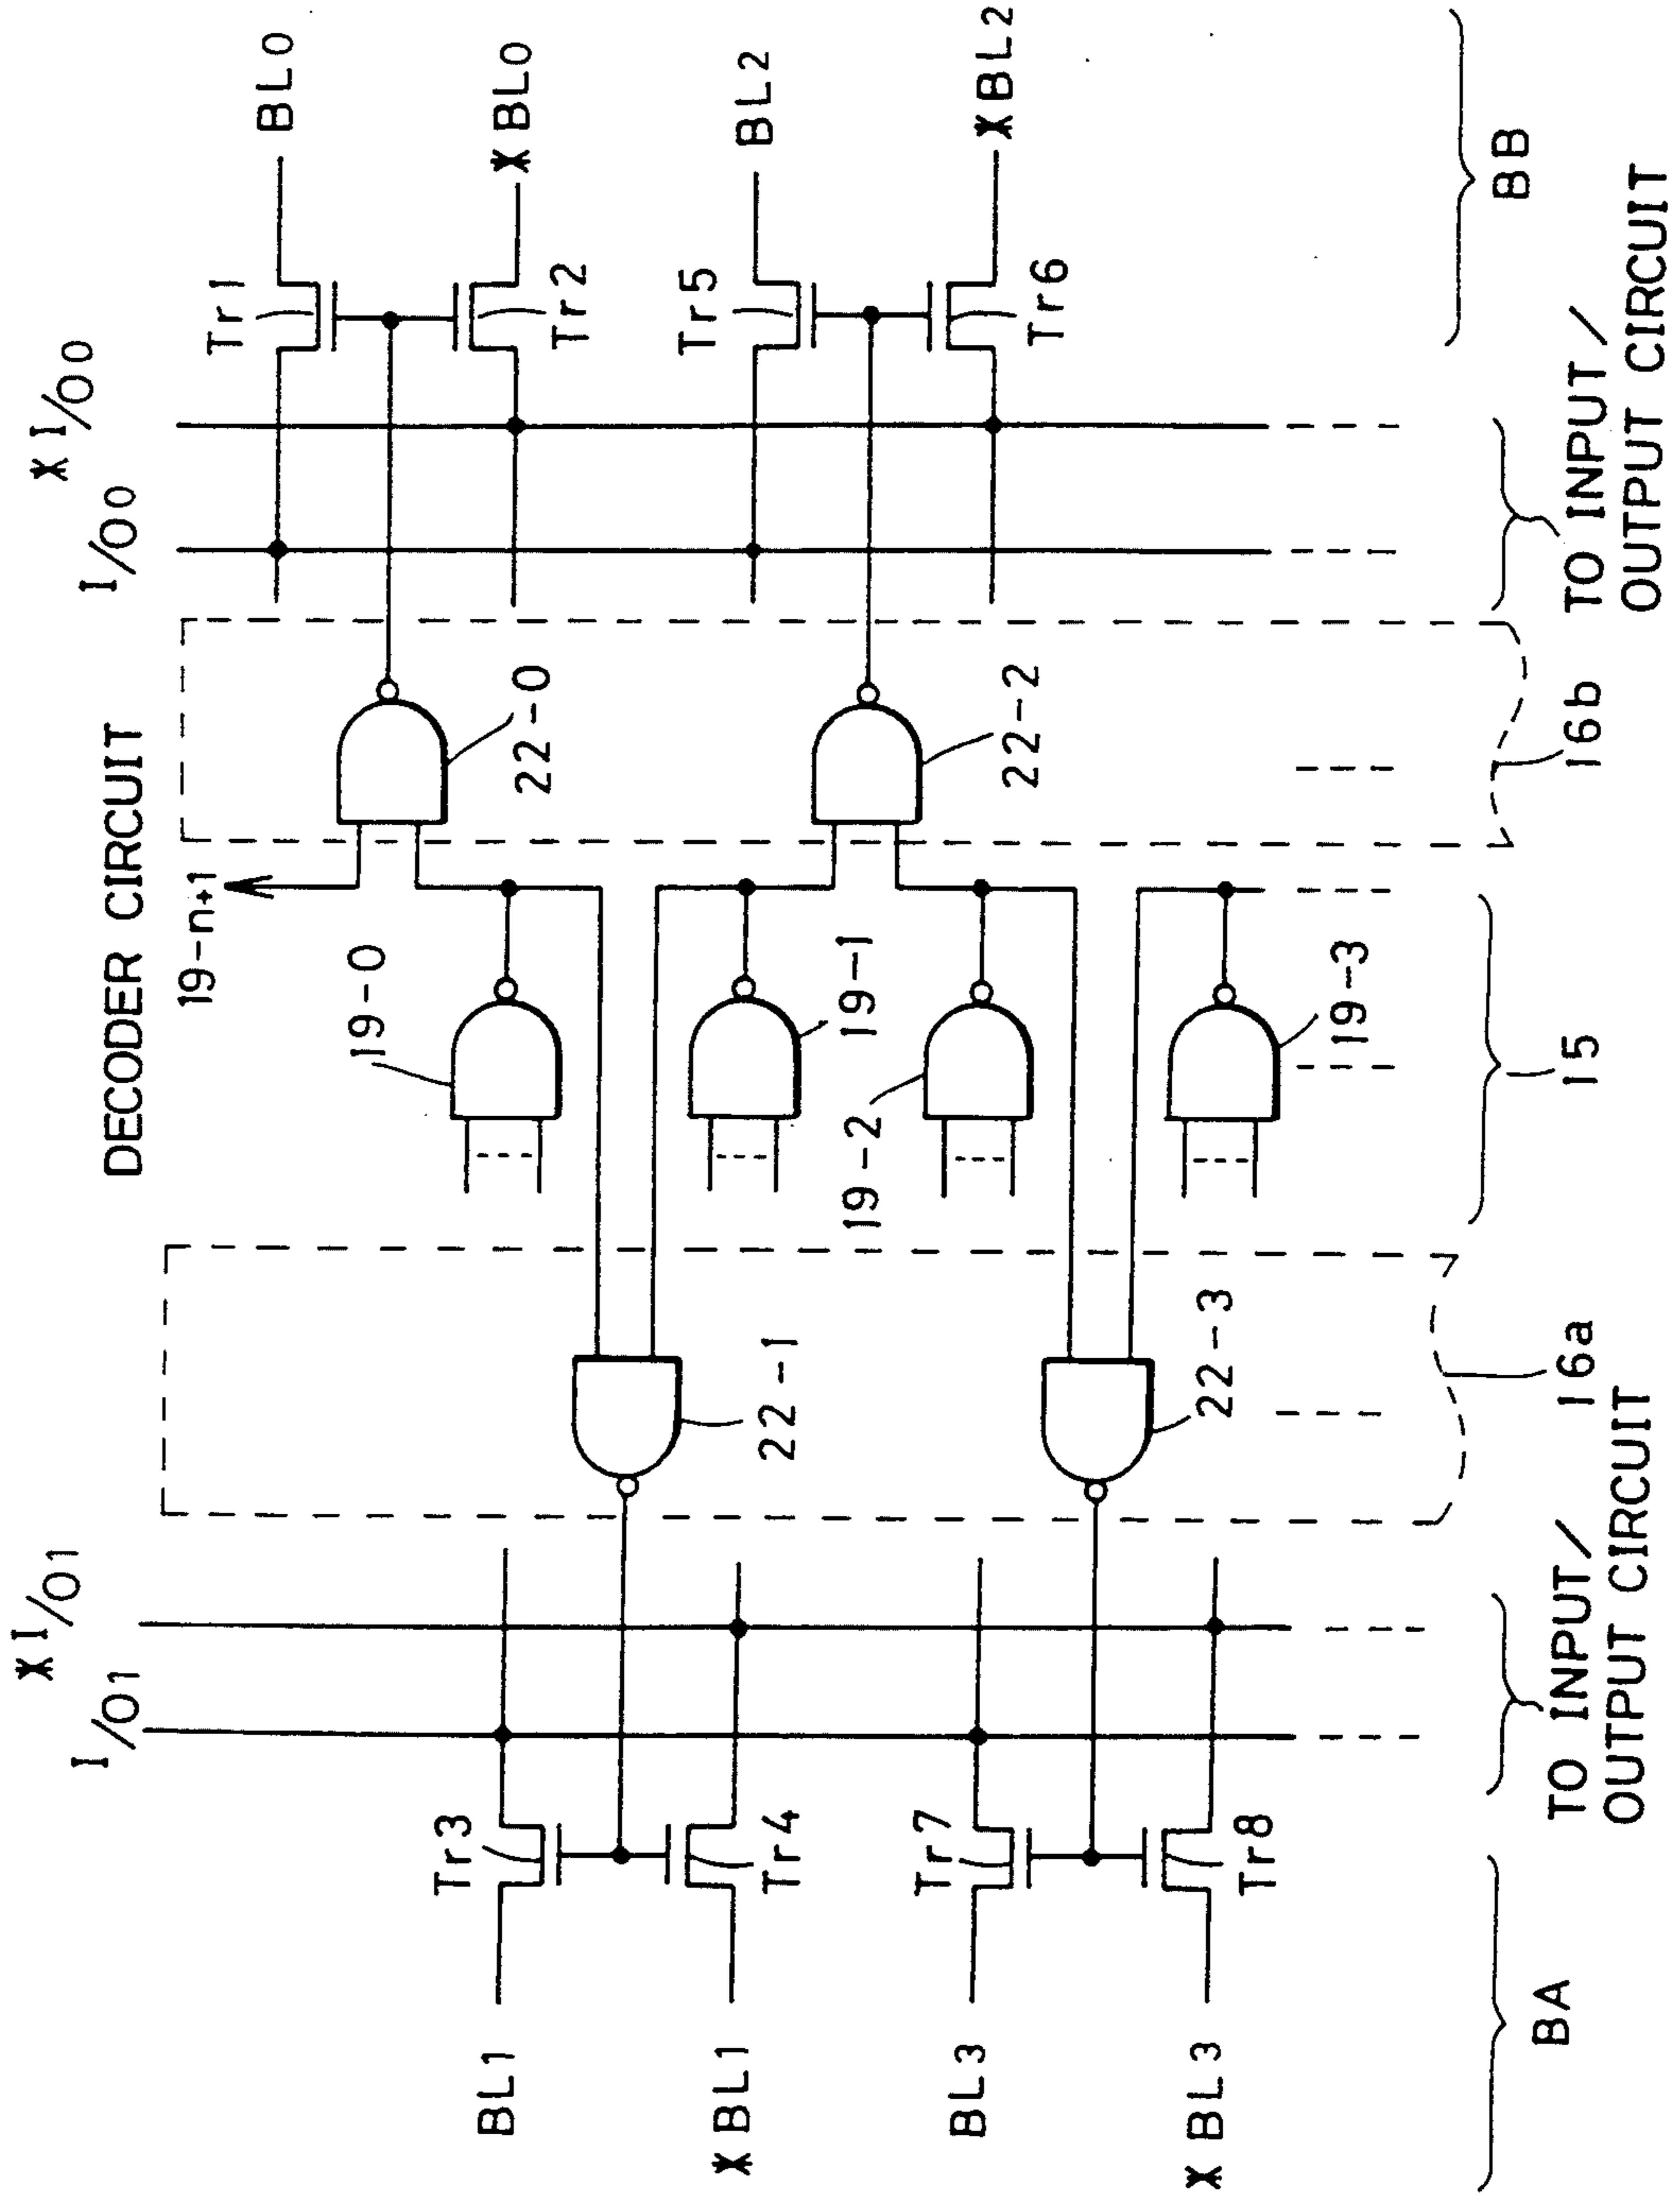 *I/O1
*I/O0
I/O1
I/O0
DECODER CIRCUIT
19-n+1
Tr1
BL0
19-0
Tr3
BL1
*BL0
22-0
Tr2
Tr5
BL2
*BL1
Tr4
22-1
19-1
19-2
Tr7
BL3
22-2
Tr6
*BL2
*BL3
Tr8
22-3
19-3
BA
TO INPUT/
OUTPUT CIRCUIT
16a
15
16b
TO INPUT/
OUTPUT CIRCUIT
BB